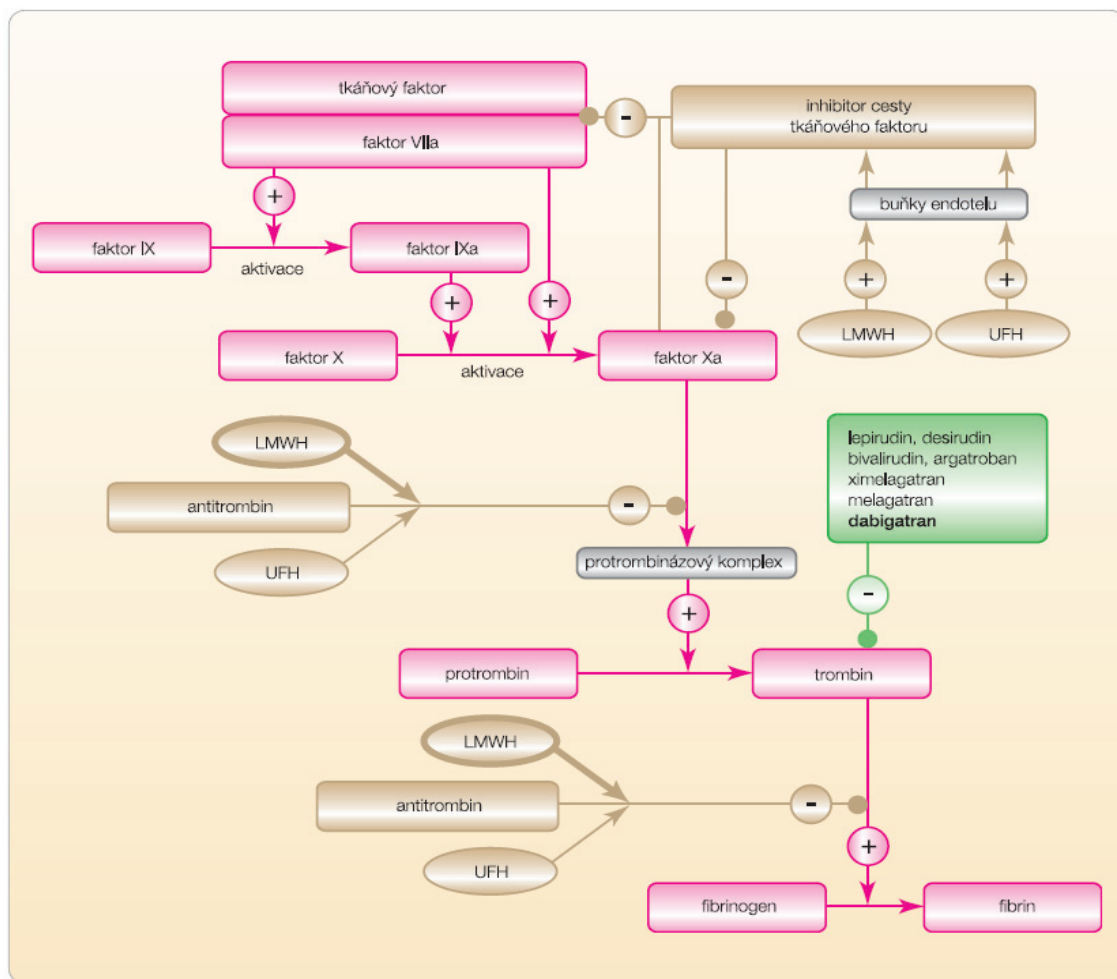 tkáňový faktor
faktor VIIa
-
inhibitor cesty
tkáňového faktoru
+
buňky endotelu
faktor IX
aktivace
faktor IXa
+
+
-
+
+
LMWH
UFH
faktor X
aktivace
faktor Xa
LMWH
antitrombin
UFH
-
lepirudin, desirudin
bivalirudin, argatroban
ximelagatran
melagatran
dabigatran
protrombinázový komplex
-
+
protrombin
trombin
LMWH
antitrombin
UFH
-
+
fibrinogen
fibrin